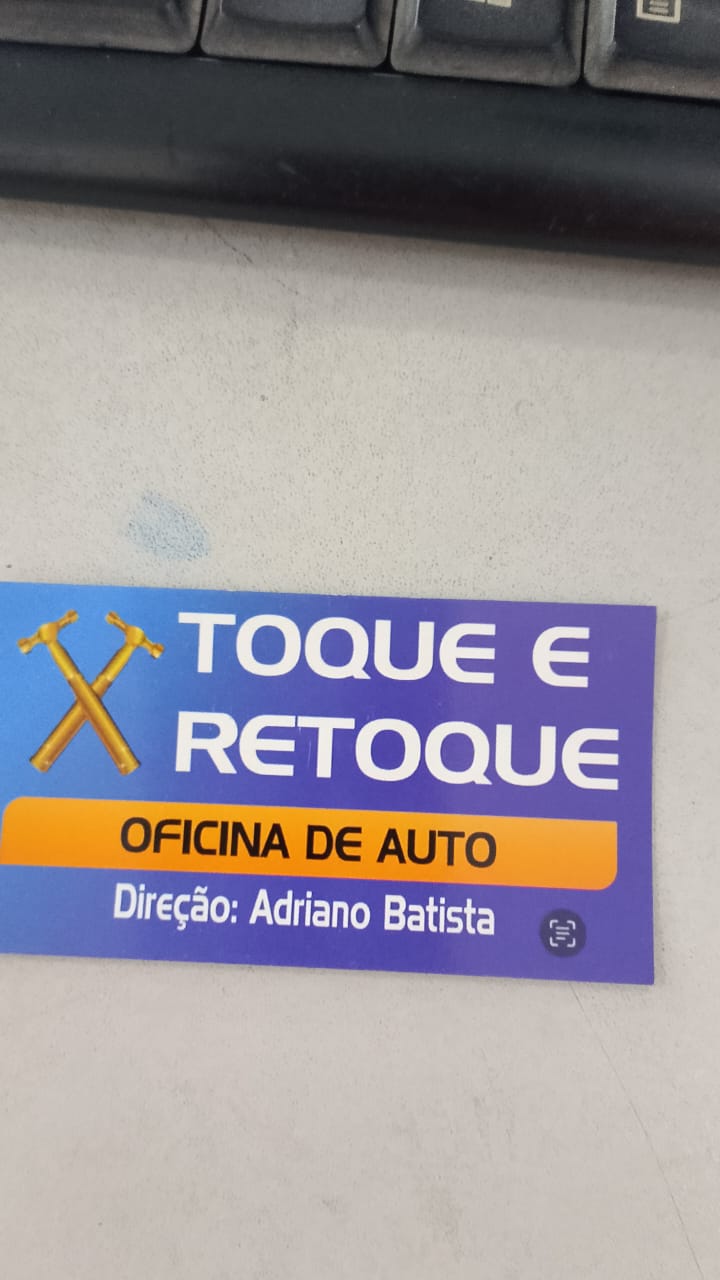 TOQUE E
RETOQUE
OFICINA DE AUTO
Direção: Adriano Batista